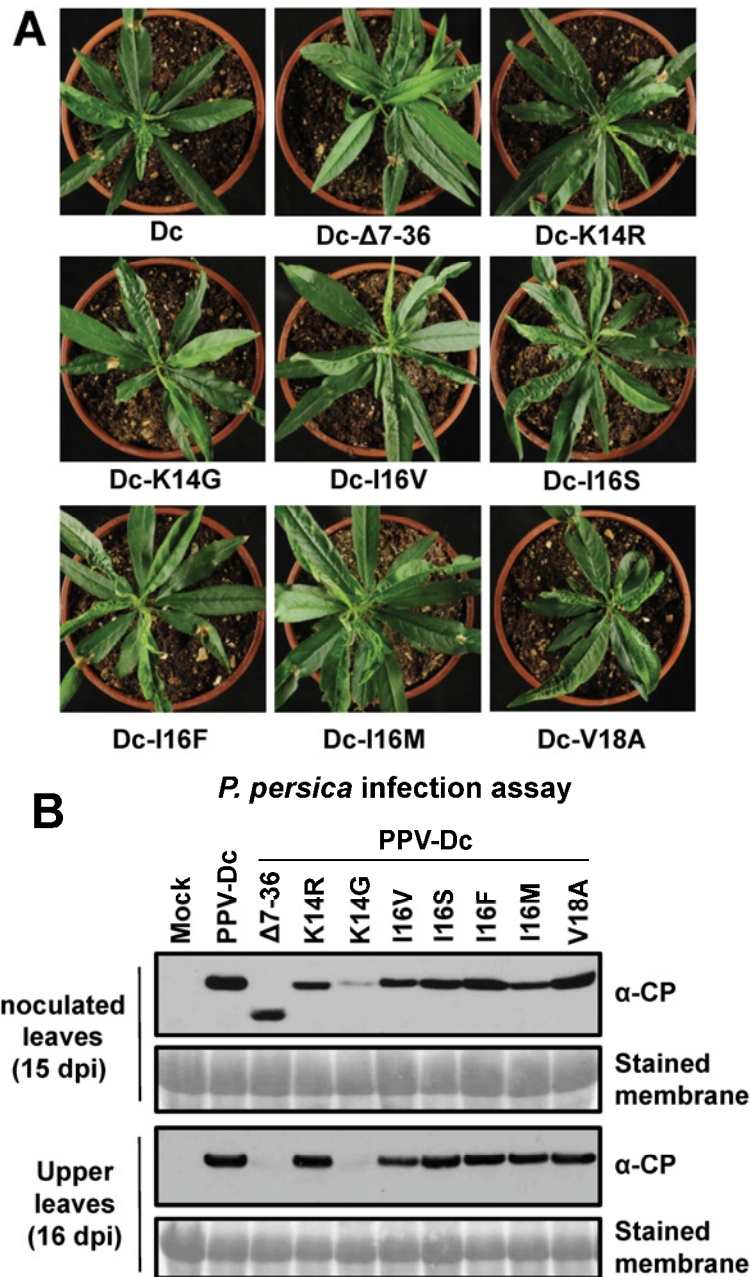 A
Dc
Dc-Δ7-36
Dc-K14R
Dc-K14G
Dc-I16V
Dc-I16S
Dc-I16F
Dc-I16M
Dc-V18A
P. persica infection assay
B
PPV-Dc
Mock
PPV-Dc
Δ7-36
K14R
K14G
I16V
I16S
I16F
I16M
V18A
noculated
leaves
(15 dpi)
α-CP
Stained
membrane
Upper
leaves
(16 dpi)
α-CP
Stained
membrane